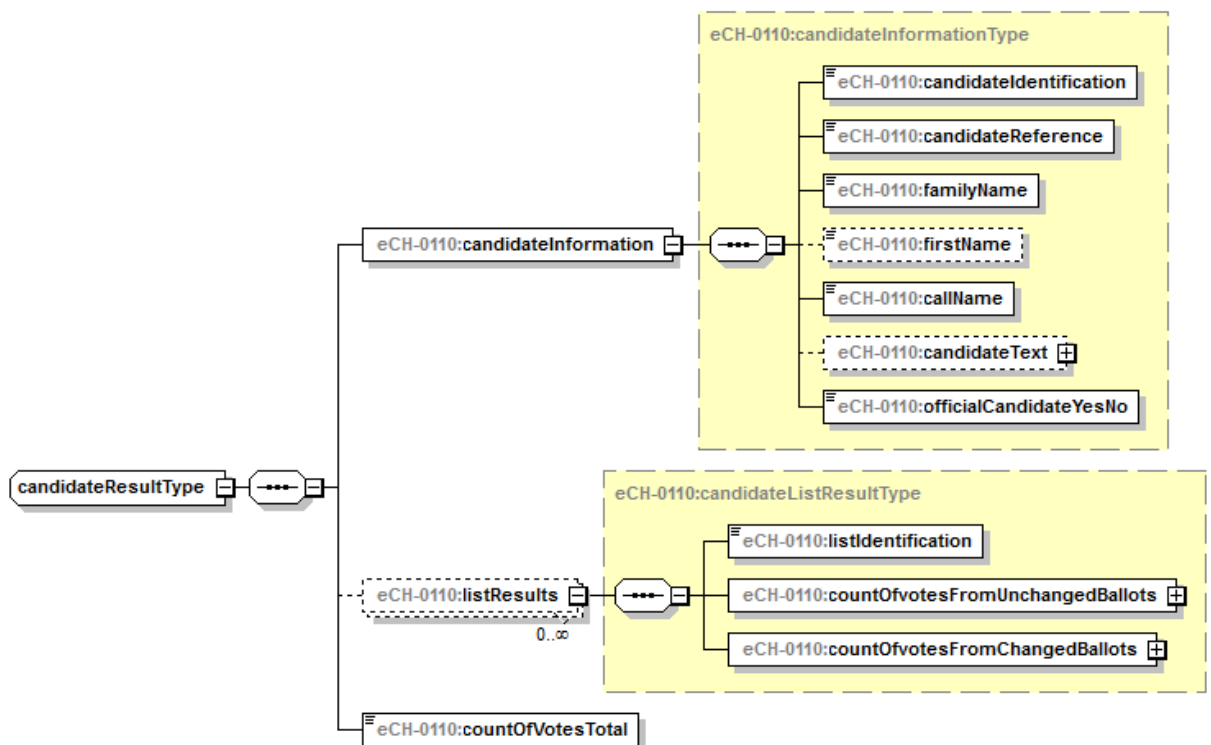 eCH-0110:candidateInformationType
eCH-0110:candidateIdentification
eCH-0110:candidateReference
eCH-0110:familyName
eCH-0110:candidateInformation
eCH-0110:firstName
eCH-0110:callName
eCH-0110:candidateText
eCH-0110:officialCandidateYesNo
candidateResultType
eCH-0110:candidateListResultType
eCH-0110:listIdentification
eCH-0110:listResults
0..∞
eCH-0110:countOfvotesFromUnchangedBallots
eCH-0110:countOfvotesFromChangedBallots
eCH-0110:countOfVotesTotal